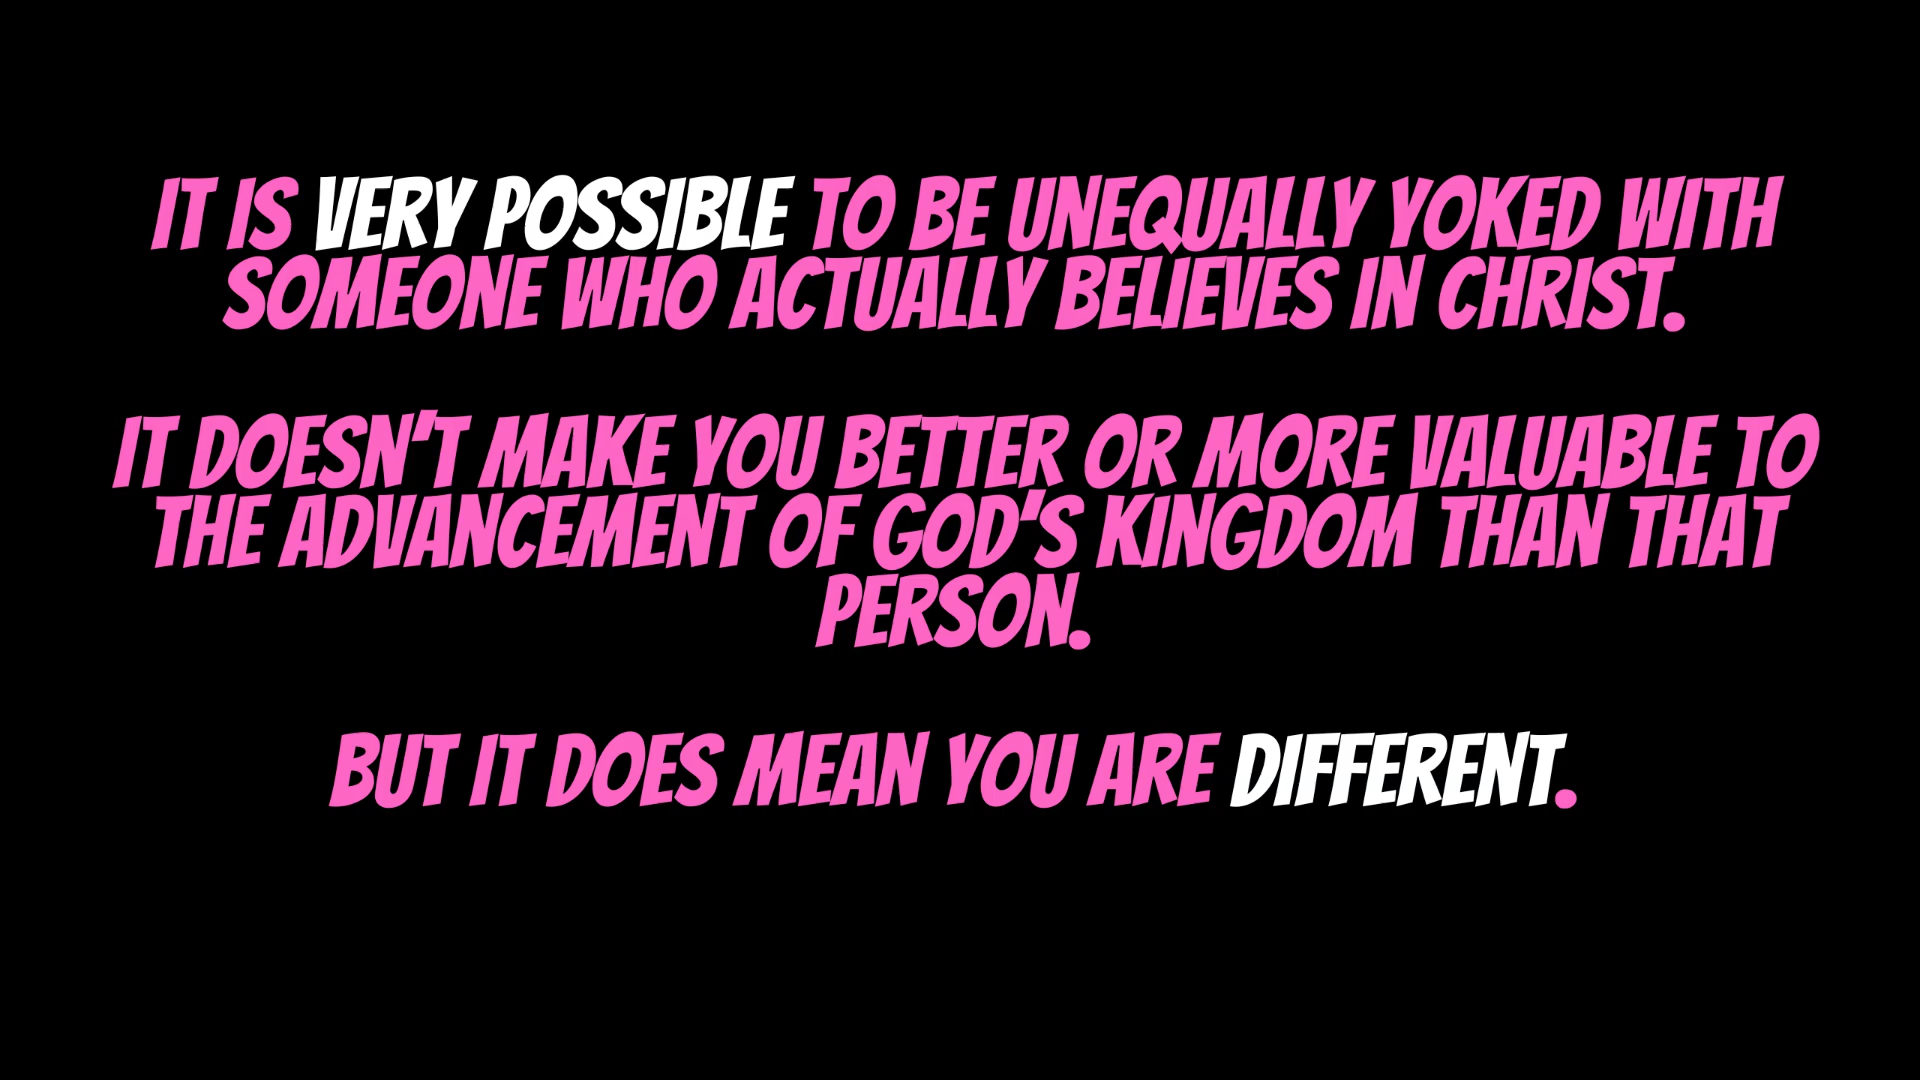 IT IS VERY POSSIBLE TO BE UNEQUALLY YOKED WITH
SOMEONE WHO ACTUALLY BELIEVES IN CHRIST.
IT DOESN'T MAKE YOU BETTER OR MORE VALUABLE TO
THE ADVANCEMENT OF GOD'S KINGDOM THAN THAT
PERSON.
BUT IT DOES MEAN YOU ARE DIFFERENT.